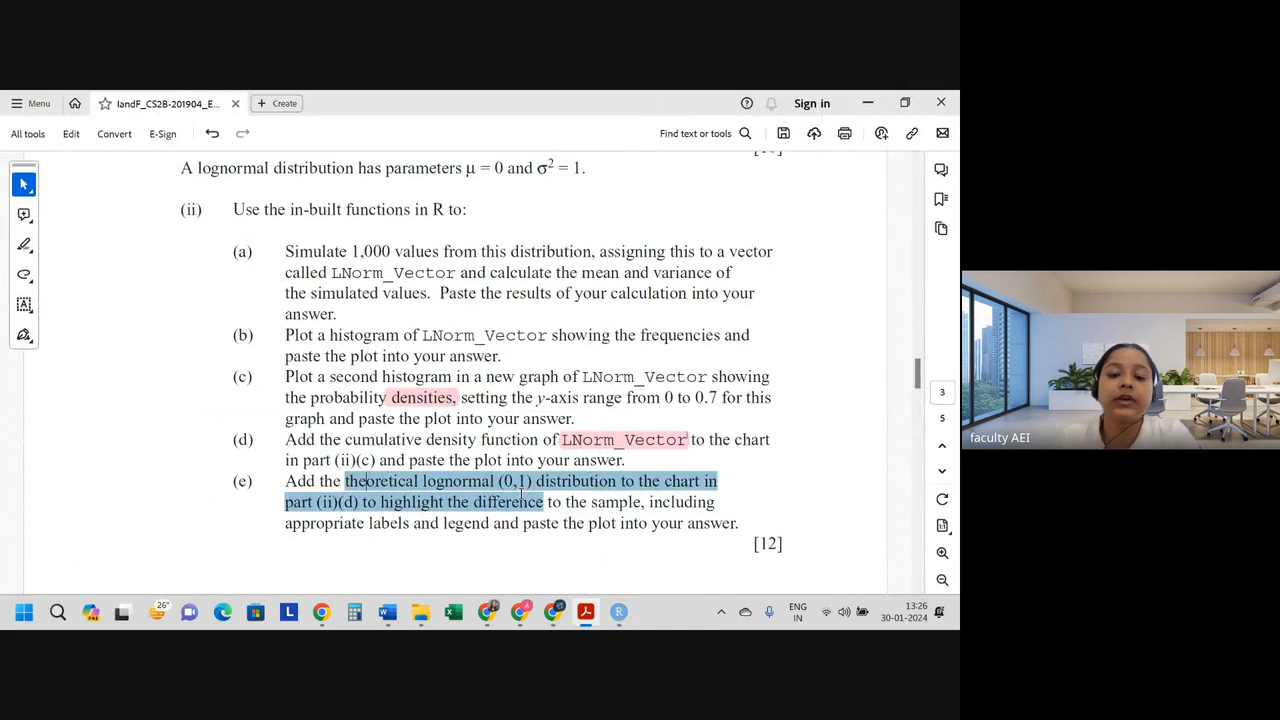 Menu
IandF_CS2B-201904_E...
Create
Sign in
All tools
Edit
Convert
E-Sign
Find text or tools
A lognormal distribution has parameters μ = 0 and σ² = 1.
(ii) Use the in-built functions in R to:
(a) Simulate 1,000 values from this distribution, assigning this to a vector
called LNorm_Vector and calculate the mean and variance of
the simulated values. Paste the results of your calculation into your
answer.
(b) Plot a histogram of LNorm_Vector showing the frequencies and
paste the plot into your answer.
(c) Plot a second histogram in a new graph of LNorm_Vector showing
the probability densities, setting the y-axis range from 0 to 0.7 for this
graph and paste the plot into your answer.
(d) Add the cumulative density function of LNorm_Vector to the chart
in part (ii)(c) and paste the plot into your answer.
(e) Add the theoretical lognormal (0,1) distribution to the chart in
part (ii)(d) to highlight the difference to the sample, including
appropriate labels and legend and paste the plot into your answer.
[12]
3
5
faculty AEI
26°
PRE
L
ENG
IN
13:26
30-01-2024